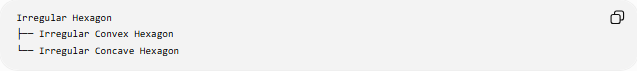 Irregular Hexagon
├── Irregular Convex Hexagon
└── Irregular Concave Hexagon